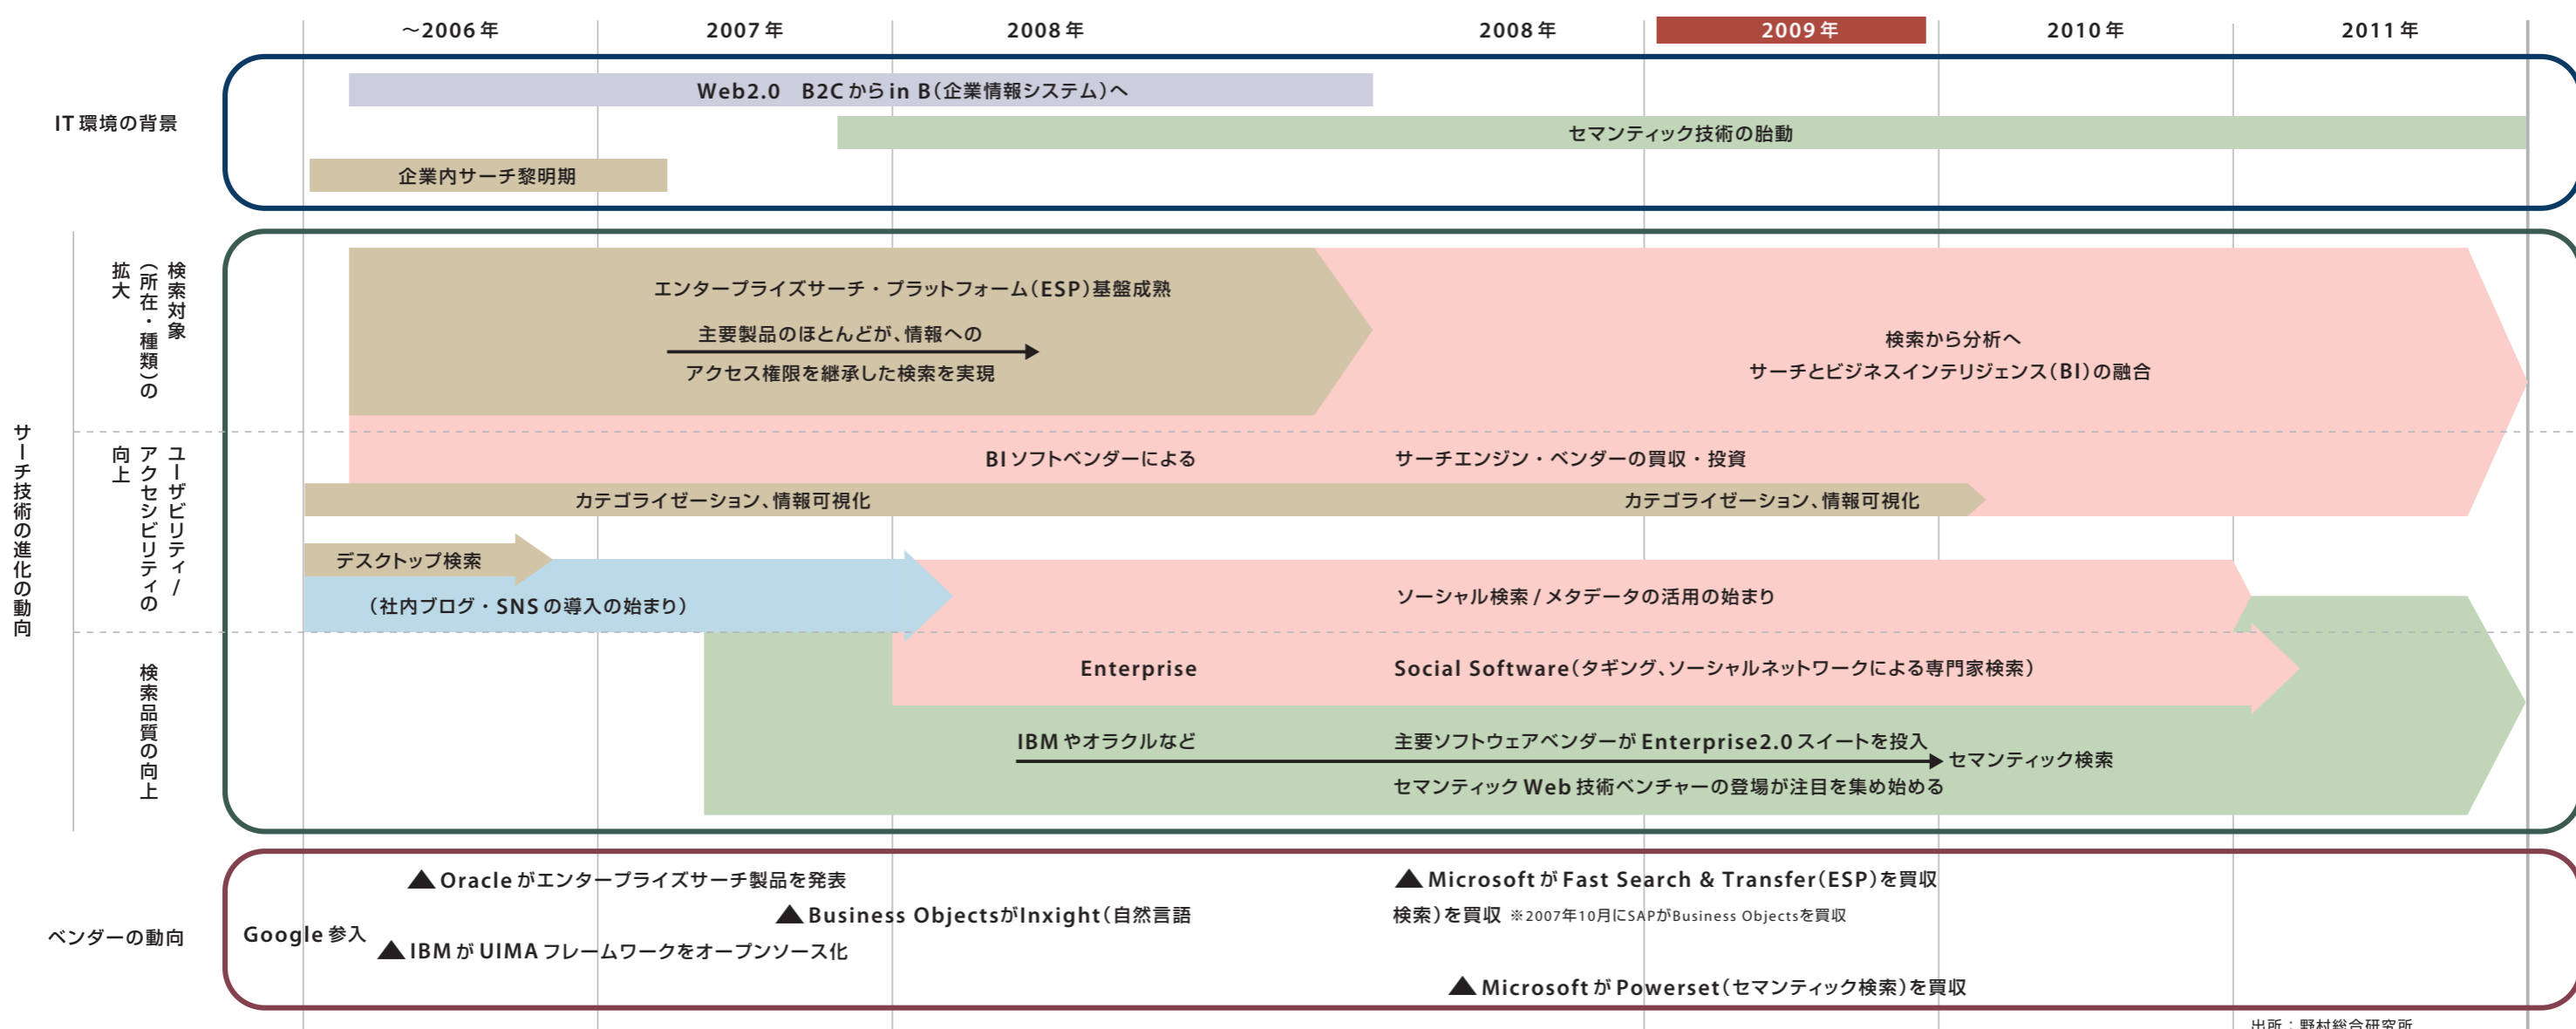 ～2006年
2007年
2008年
2008年
2009年
2010年
2011年
IT環境の背景
Web2.0　B2Cからin B（企業情報システム）へ
セマンティック技術の胎動
企業内サーチ黎明期
サーチ技術の進化の動向
検索対象
（所在・種類）の
拡大
エンタープライズサーチ・プラットフォーム（ESP）基盤成熟
主要製品のほとんどが、情報への
アクセス権限を継承した検索を実現
検索から分析へ
サーチとビジネスインテリジェンス（BI）の融合
ユーザビリティ/
アクセシビリティの
向上
BIソフトベンダーによる
サーチエンジン・ベンダーの買収・投資
カテゴライゼーション、情報可視化
カテゴライゼーション、情報可視化
デスクトップ検索
（社内ブログ・SNSの導入の始まり）
ソーシャル検索/メタデータの活用の始まり
検索品質の向上
Enterprise
Social Software（タギング、ソーシャルネットワークによる専門家検索）
IBMやオラクルなど
主要ソフトウェアベンダーがEnterprise2.0スイートを投入
セマンティック検索
セマンティックWeb技術ベンチャーの登場が注目を集め始める
ベンダーの動向
▲Oracleがエンタープライズサーチ製品を発表
▲Microsoftが Fast Search & Transfer（ESP）を買収
▲Business ObjectsがInxight（自然言語
検索）を買収 ※2007年10月にSAPがBusiness Objectsを買収
Google参入
▲IBMがUIMAフレームワークをオープンソース化
▲MicrosoftがPowerset（セマンティック検索）を買収
出所：野村総合研究所